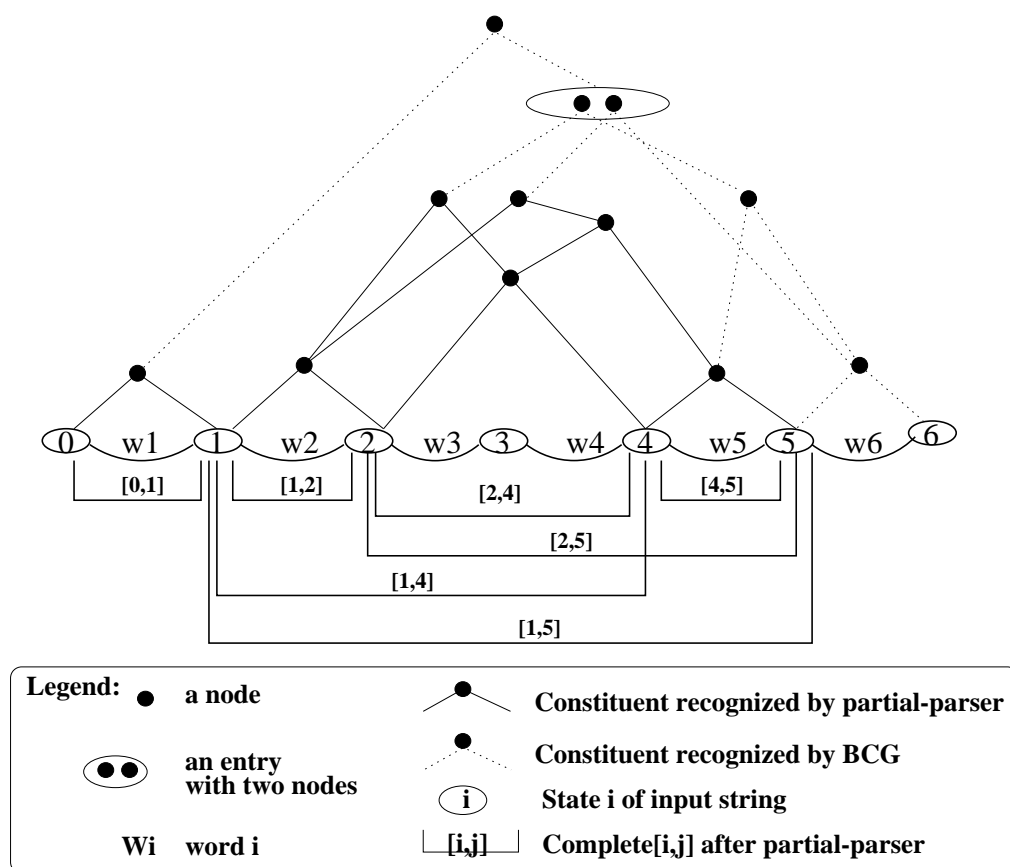 0 w1 1 w2 2 w3 3 w4 4 w5 5 w6 6
[0,1] [1,2] [2,4] [4,5]
[2,5]
[1,4]
[1,5]
Legend:
a node
Constituent recognized by partial-parser
an entry
with two nodes
Constituent recognized by BCG
i State i of input string
Wi word i
[i,j] Complete[i,j] after partial-parser